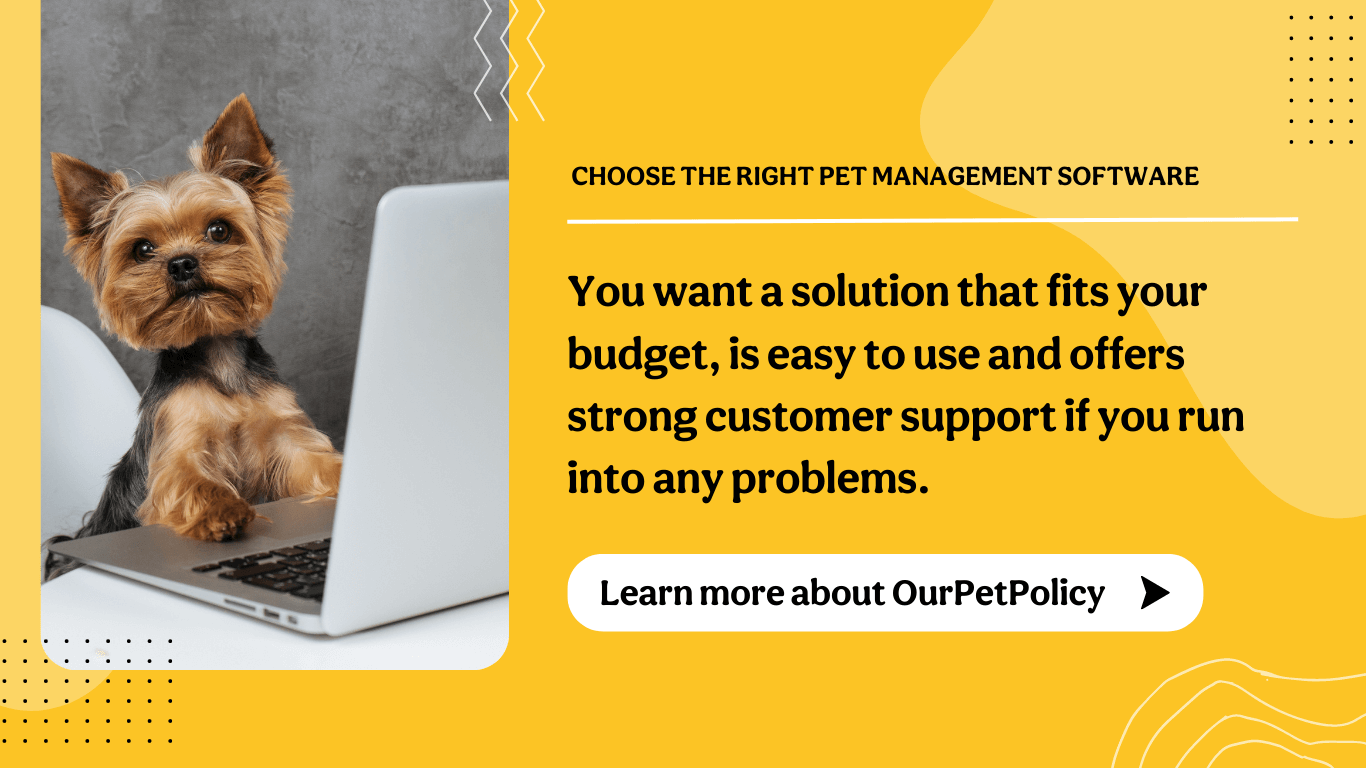 CHOOSE THE RIGHT PET MANAGEMENT SOFTWARE
You want a solution that fits your
budget, is easy to use and offers
strong customer support if you run
into any problems.
Learn more about OurPetPolicy